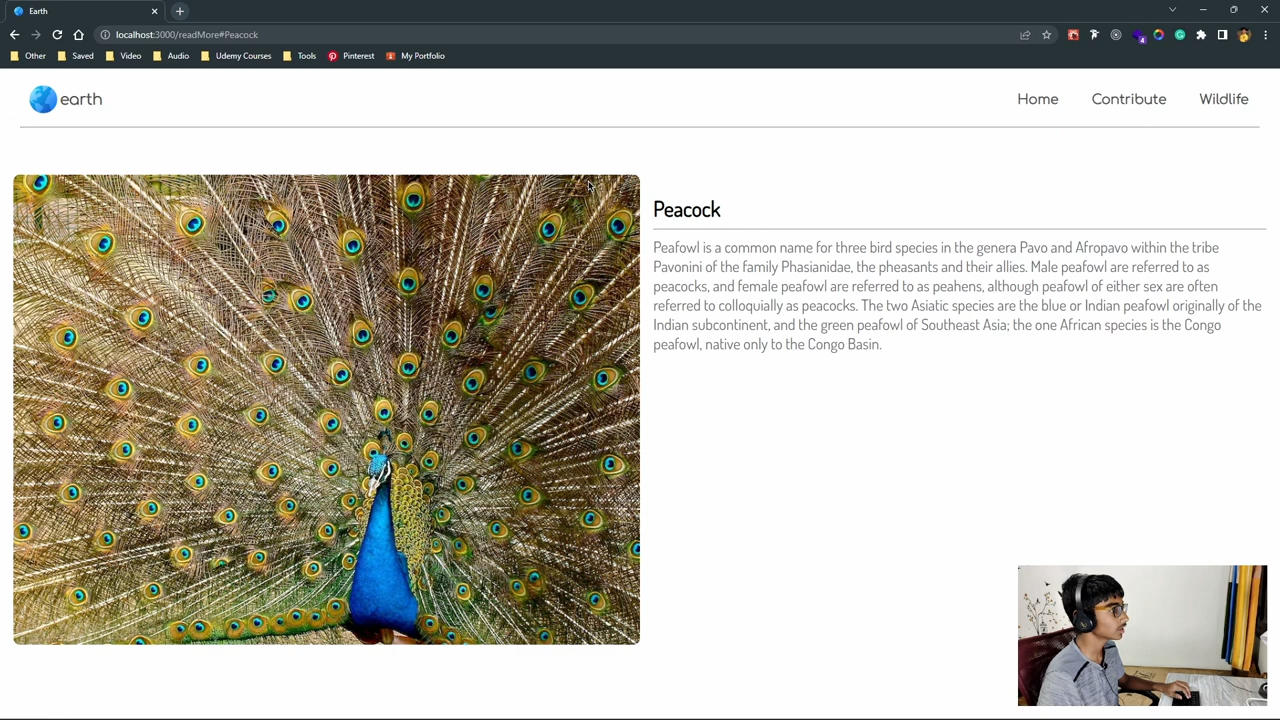 Earth
localhost:3000/readMore#Peacock
Other Saved Video Audio Udemy Courses Tools Pinterest My Portfolio
earth Home Contribute Wildlife
Peacock
Peafowl is a common name for three bird species in the genera Pavo and Afropavo within the tribe
Pavonini of the family Phasianidae, the pheasants and their allies. Male peafowl are referred to as
peacocks, and female peafowl are referred to as peahens, although peafowl of either sex are often
referred to colloquially as peacocks. The two Asiatic species are the blue or Indian peafowl originally of the
Indian subcontinent, and the green peafowl of Southeast Asia; the one African species is the Congo
peafowl, native only to the Congo Basin.